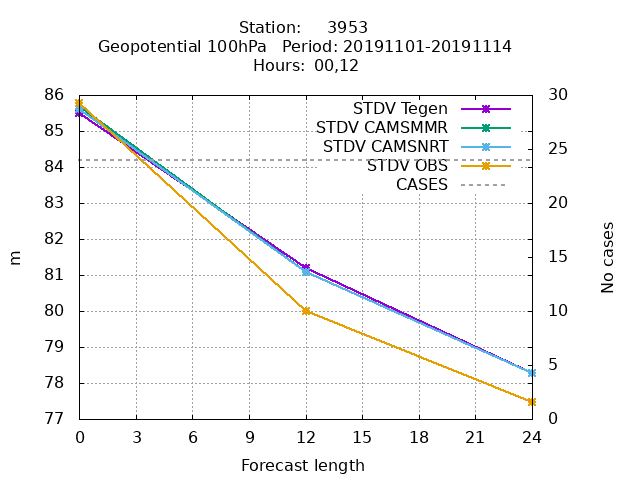 Station: 3953
Geopotential 100hPa Period: 20191101-20191114
Hours: 00,12
STDV Tegen
STDV CAMSMMR
STDV CAMSNRT
STDV OBS
CASES
m
86
85
84
83
82
81
80
79
78
77
30
25
20
15
10
5
0
No cases
0 3 6 9 12 15 18 21 24
Forecast length